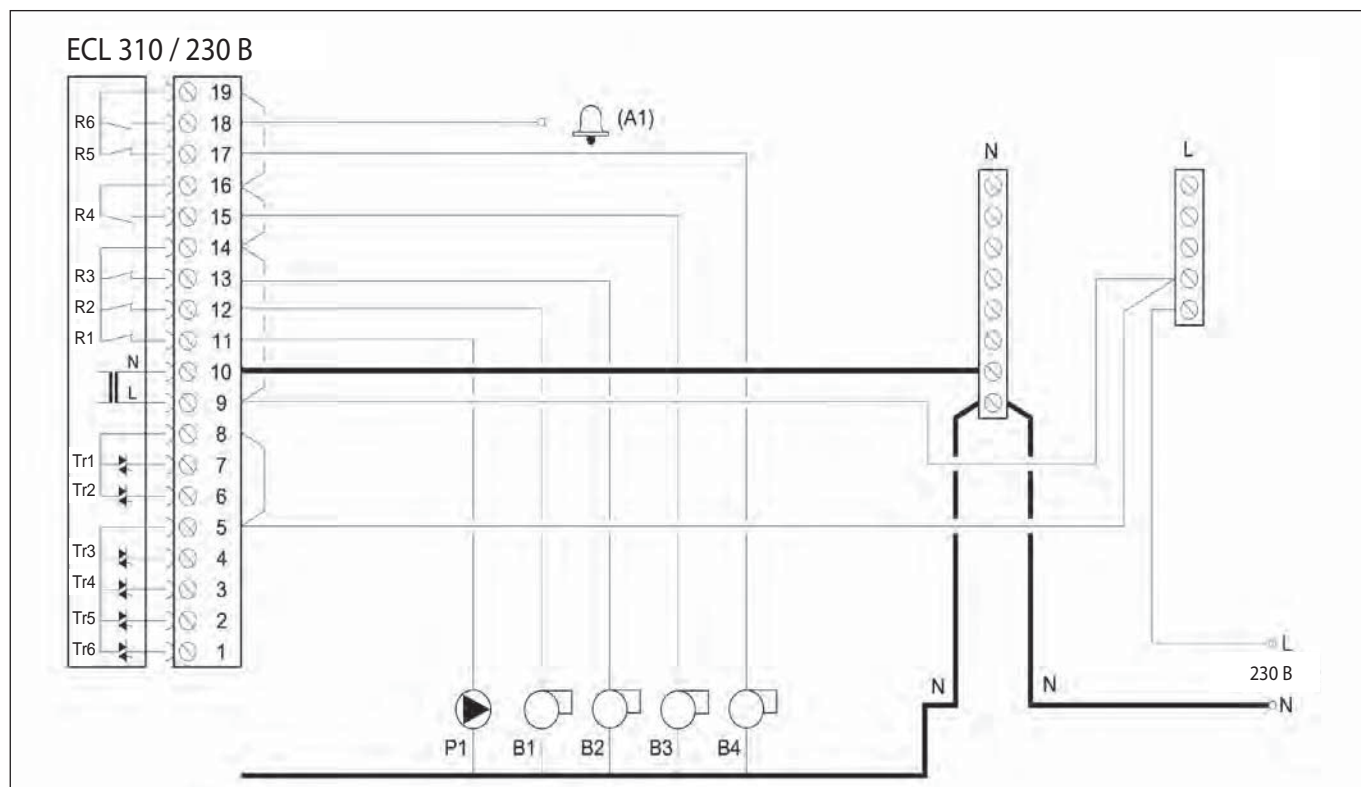 ECL 310 / 230 В
19
R6 18 (A1)
R5 17
N L
16
R4 15
14
R3 13
R2 12
R1 11
N 10
L 9
8
Tr1 7
Tr2 6
5
Tr3 4
Tr4 3
Tr5 2
Tr6 1
L
230 В
N N N
P1 B1 B2 B3 B4